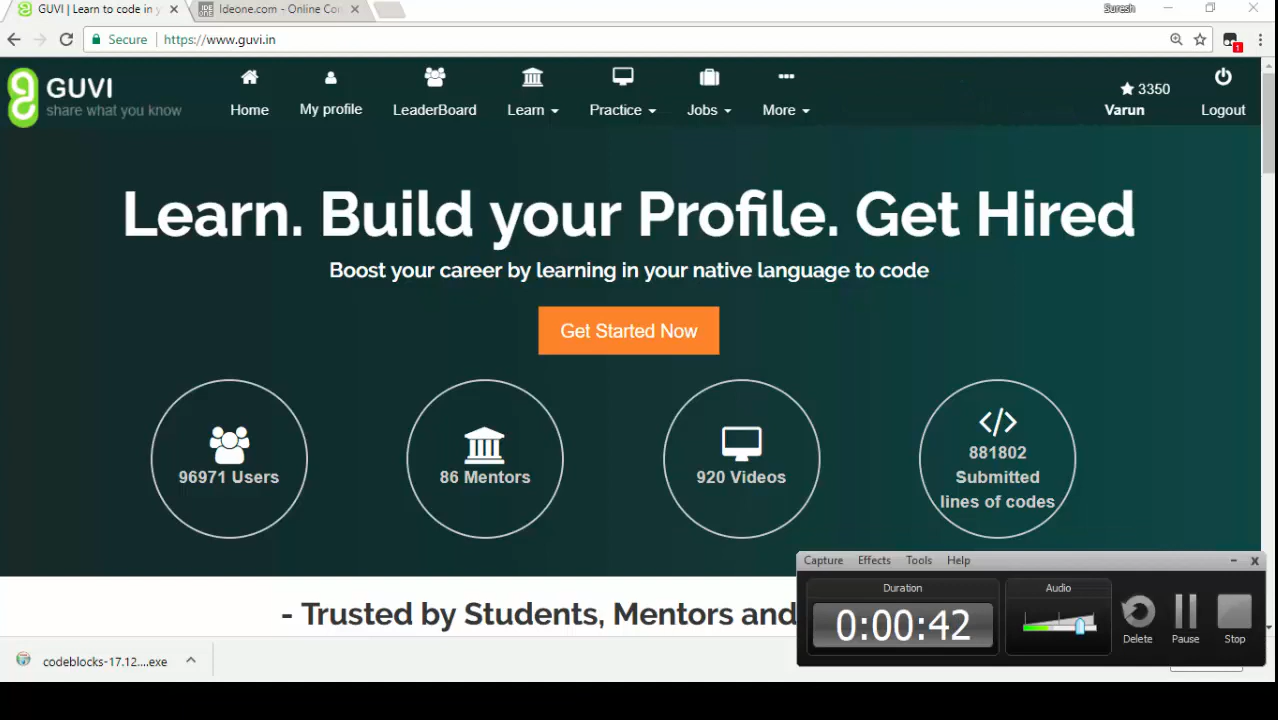 GUVI | Learn to code in y
Ideone.com - Online Co
Suresh
Secure
https://www.guvi.in
1
GUVI
share what you know
Home
My profile
LeaderBoard
Learn
Practice
Jobs
More
3350
Varun
Logout
Learn. Build your Profile. Get Hired
Boost your career by learning in your native language to code
Get Started Now
96971 Users
86 Mentors
920 Videos
881802
Submitted
lines of codes
- Trusted by Students, Mentors and
Capture Effects Tools Help
Duration
Audio
0:00:42
Delete
Pause
Stop
codeblocks-17.12....exe